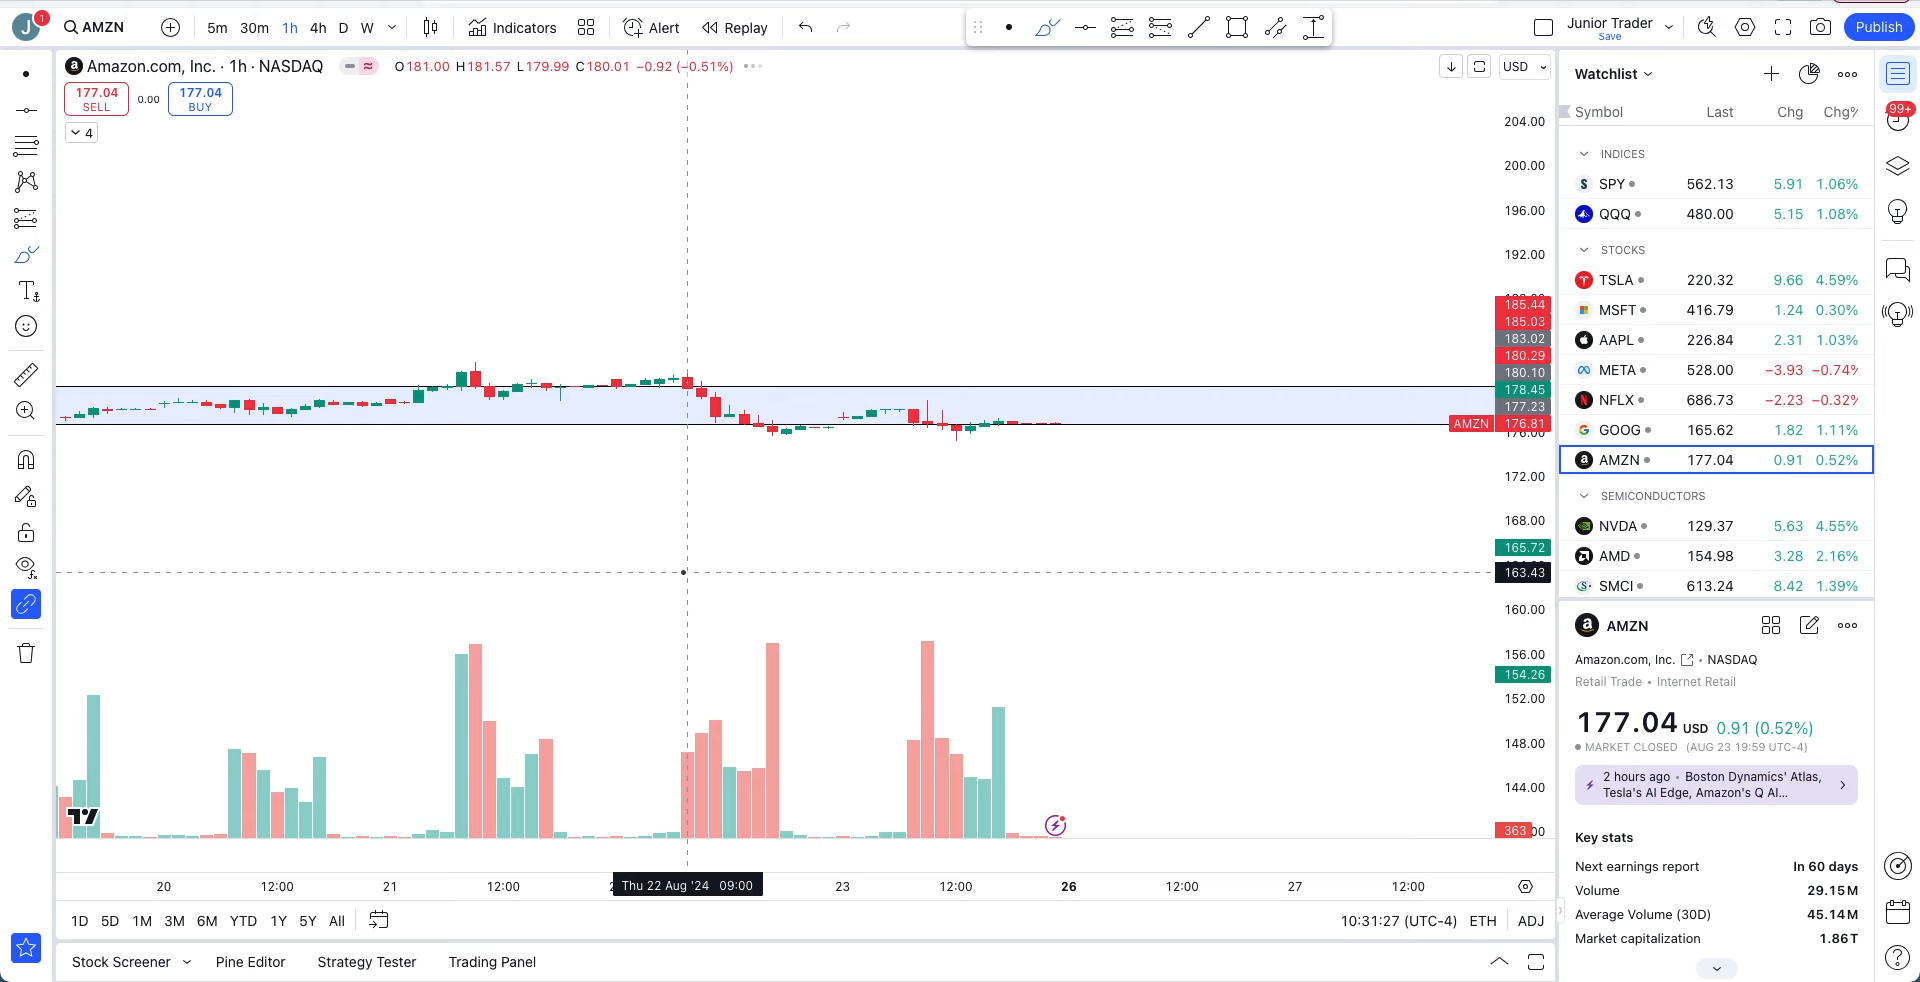 J
1
AMZN
5m 30m 1h 4h D W
Indicators
Alert
Replay
Junior Trader
Save
Publish
Amazon.com, Inc. · 1h · NASDAQ
O181.00 H181.57 L179.99 C180.01 −0.92 (−0.51%)
USD
177.04
SELL
0.00
177.04
BUY
4
204.00
200.00
196.00
192.00
185.44
185.03
183.02
180.29
180.10
178.45
177.23
AMZN 176.81
176.00
172.00
168.00
165.72
163.43
160.00
156.00
154.26
152.00
148.00
144.00
363
20 12:00 21 12:00 Thu 22 Aug '24 09:00 23 12:00 26 12:00 27 12:00
1D 5D 1M 3M 6M YTD 1Y 5Y All
10:31:27 (UTC-4) ETH ADJ
Stock Screener Pine Editor Strategy Tester Trading Panel
Watchlist
Symbol Last Chg Chg%
INDICES
SPY 562.13 5.91 1.06%
QQQ 480.00 5.15 1.08%
STOCKS
TSLA 220.32 9.66 4.59%
MSFT 416.79 1.24 0.30%
AAPL 226.84 2.31 1.03%
META 528.00 −3.93 −0.74%
NFLX 686.73 −2.23 −0.32%
GOOG 165.62 1.82 1.11%
AMZN 177.04 0.91 0.52%
SEMICONDUCTORS
NVDA 129.37 5.63 4.55%
AMD 154.98 3.28 2.16%
SMCI 613.24 8.42 1.39%
AMZN
Amazon.com, Inc. • NASDAQ
Retail Trade • Internet Retail
177.04 USD 0.91 (0.52%)
MARKET CLOSED (AUG 23 19:59 UTC-4)
2 hours ago • Boston Dynamics' Atlas,
Tesla's AI Edge, Amazon's Q AI...
Key stats
Next earnings report In 60 days
Volume 29.15M
Average Volume (30D) 45.14M
Market capitalization 1.86T
99+